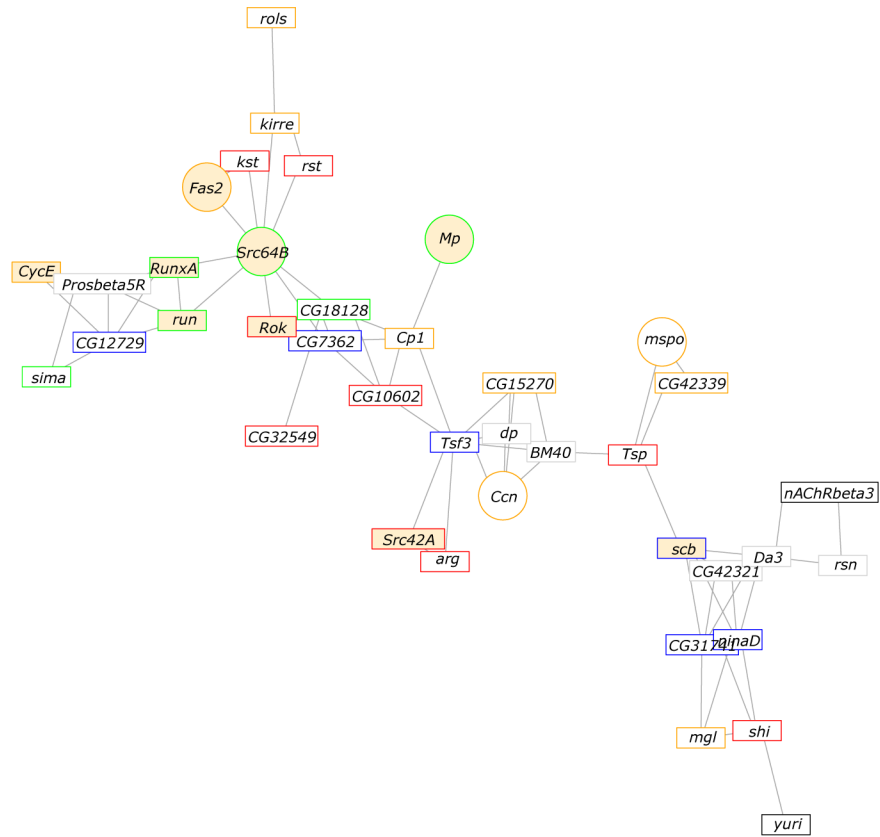 rols
kirre
kst
rst
Fas2
Mp
Src64B
CycE
RunxA
Prosbeta5R
CG18128
run
Rok
CG7362
Cp1
mspo
CG12729
sima
CG15270
CG42339
CG10602
CG32549
dp
Tsf3
BM40
Tsp
Ccn
nAChRbeta3
Src42A
scb
arg
Da3
rsn
CG42321
CG31741
ninaD
mgl
shi
yuri